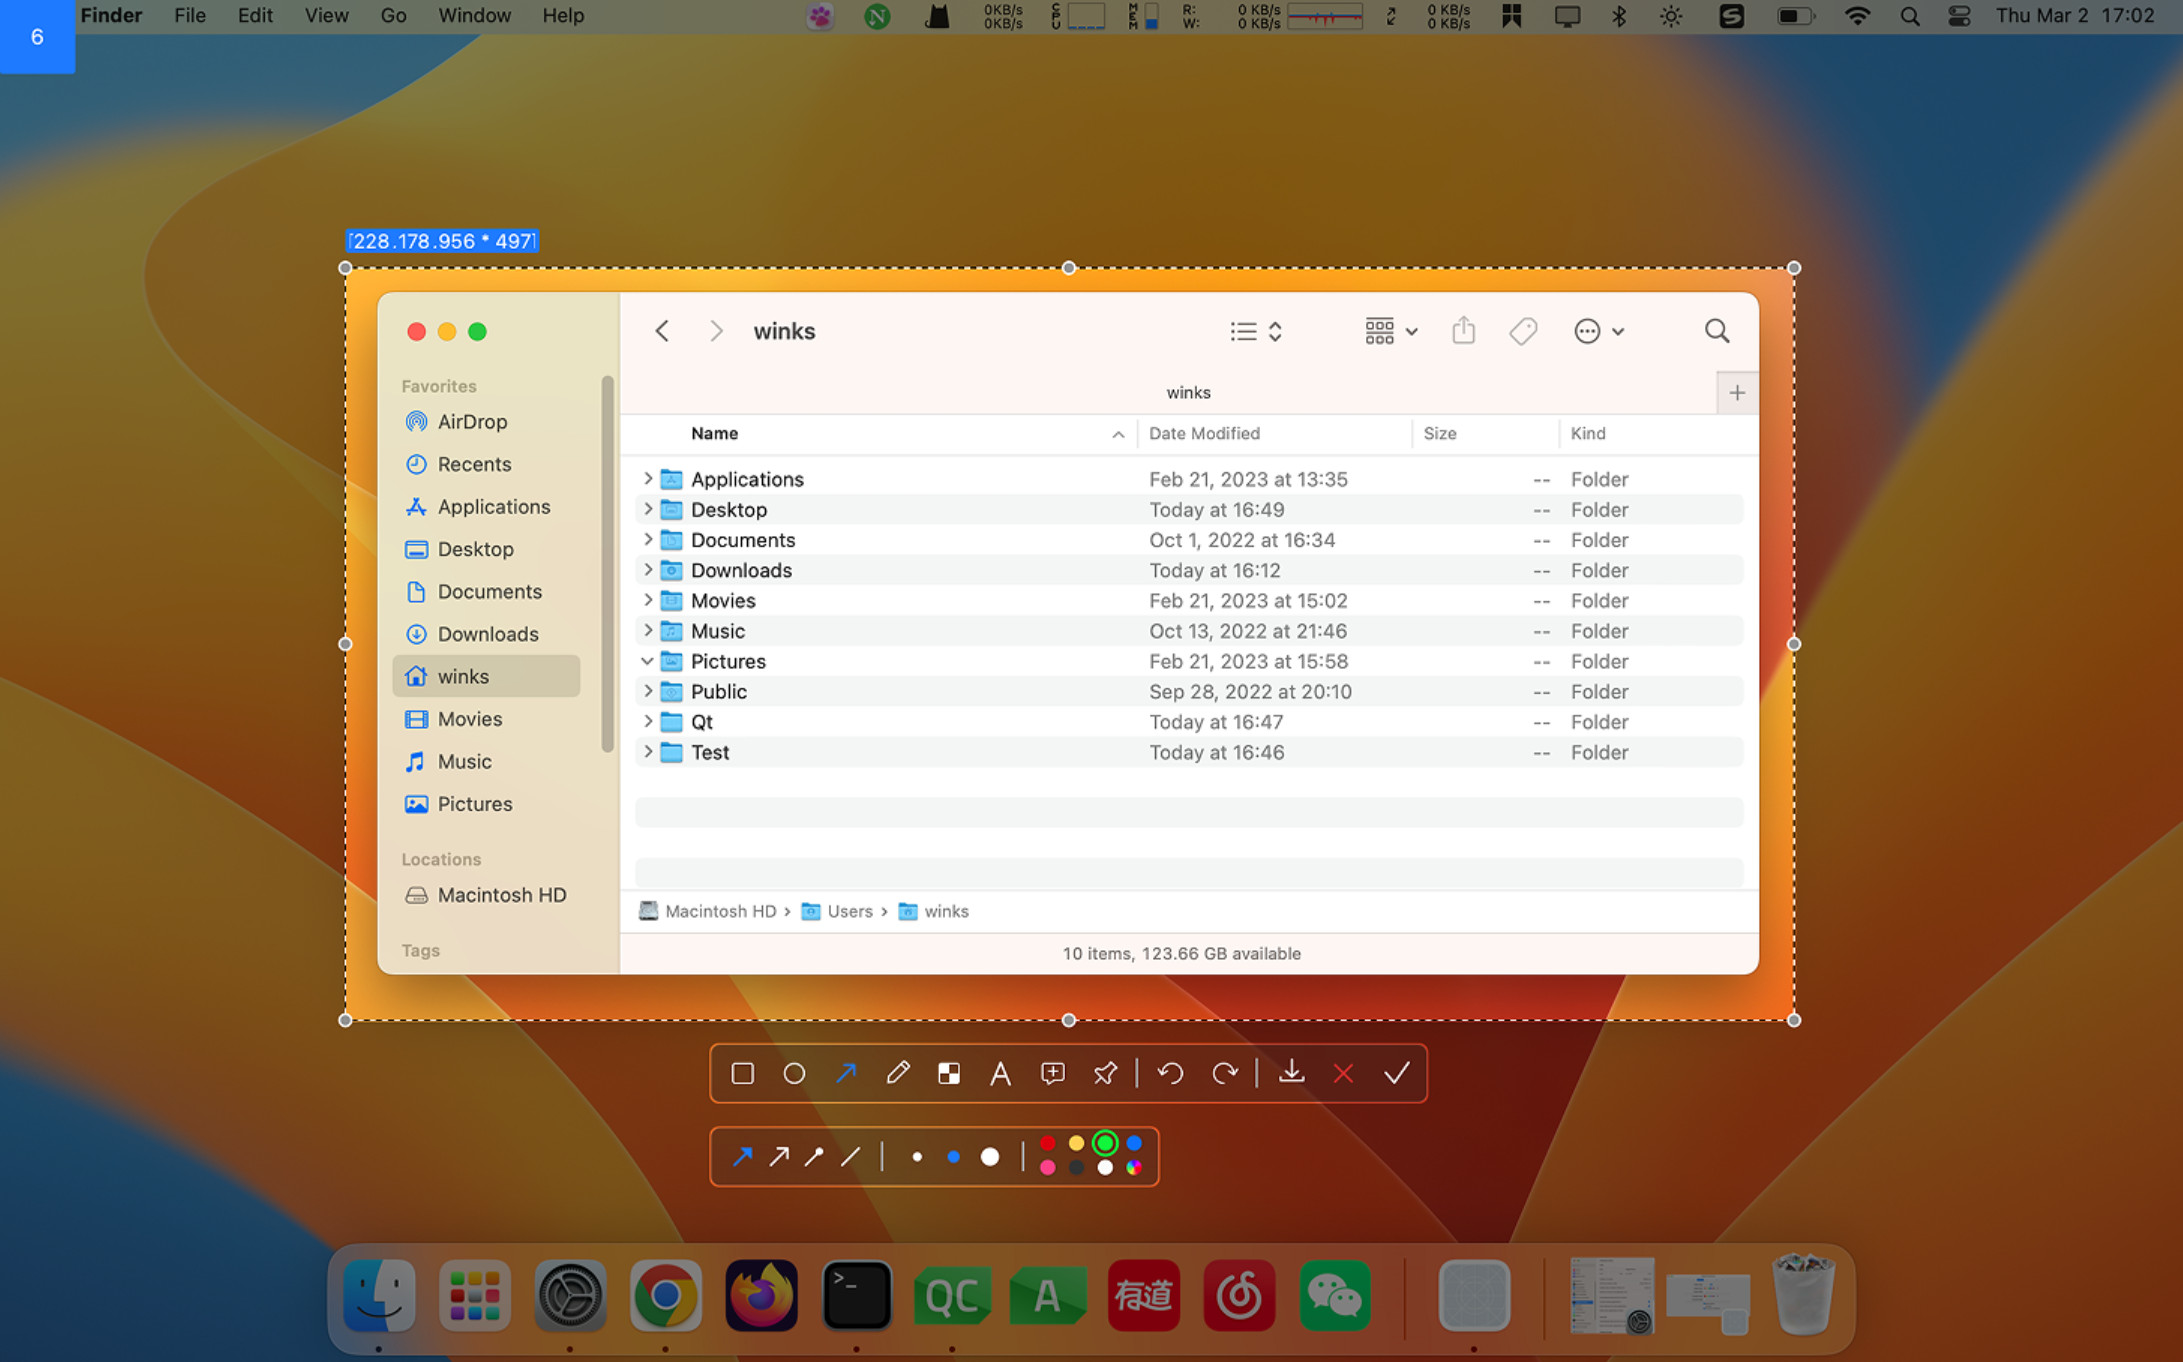 6
Finder File Edit View Go Window Help
CPU MEM R: W: 0KB/s 0KB/s 0 KB/s 0 KB/s 0 KB/s 0 KB/s
Thu Mar 2 17:02
[228.178.956 * 497]
winks
winks
Favorites
AirDrop
Recents
Applications
Desktop
Documents
Downloads
winks
Movies
Music
Pictures
Locations
Macintosh HD
Tags
Name Date Modified Size Kind
Applications Feb 21, 2023 at 13:35 -- Folder
Desktop Today at 16:49 -- Folder
Documents Oct 1, 2022 at 16:34 -- Folder
Downloads Today at 16:12 -- Folder
Movies Feb 21, 2023 at 15:02 -- Folder
Music Oct 13, 2022 at 21:46 -- Folder
Pictures Feb 21, 2023 at 15:58 -- Folder
Public Sep 28, 2022 at 20:10 -- Folder
Qt Today at 16:47 -- Folder
Test Today at 16:46 -- Folder
Macintosh HD › Users › winks
10 items, 123.66 GB available
A
>_ QC A 有道